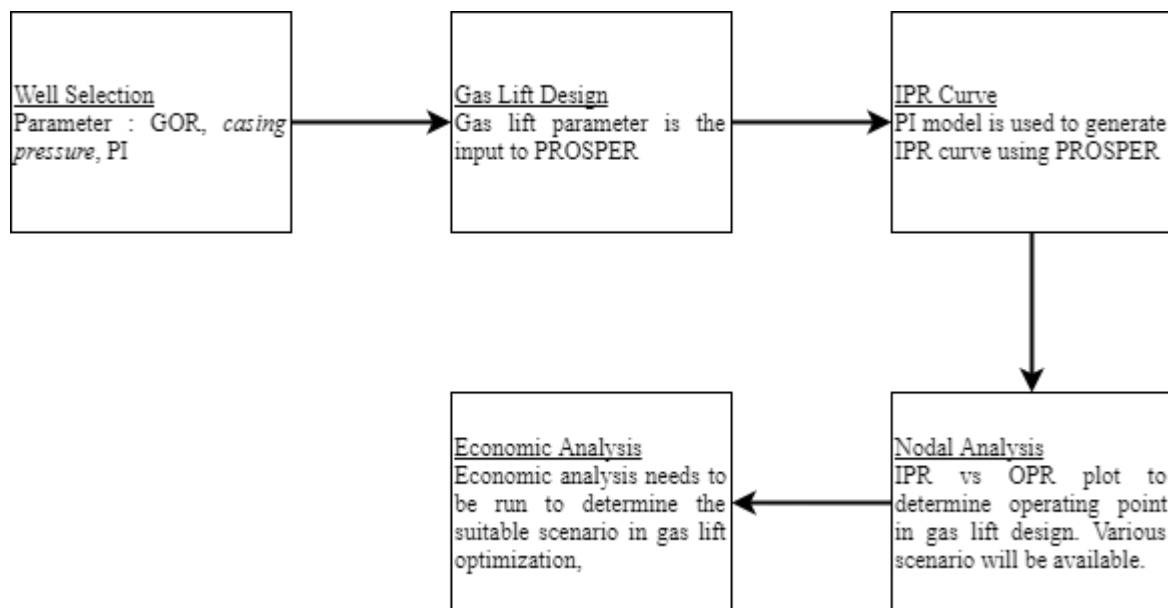 Well Selection
Parameter : GOR, casing
pressure, PI
Gas Lift Design
Gas lift parameter is the
input to PROSPER
IPR Curve
PI model is used to generate
IPR curve using PROSPER
Nodal Analysis
IPR vs OPR plot to
determine operating point
in gas lift design. Various
scenario will be available.
Economic Analysis
Economic analysis needs to
be run to determine the
suitable scenario in gas lift
optimization,